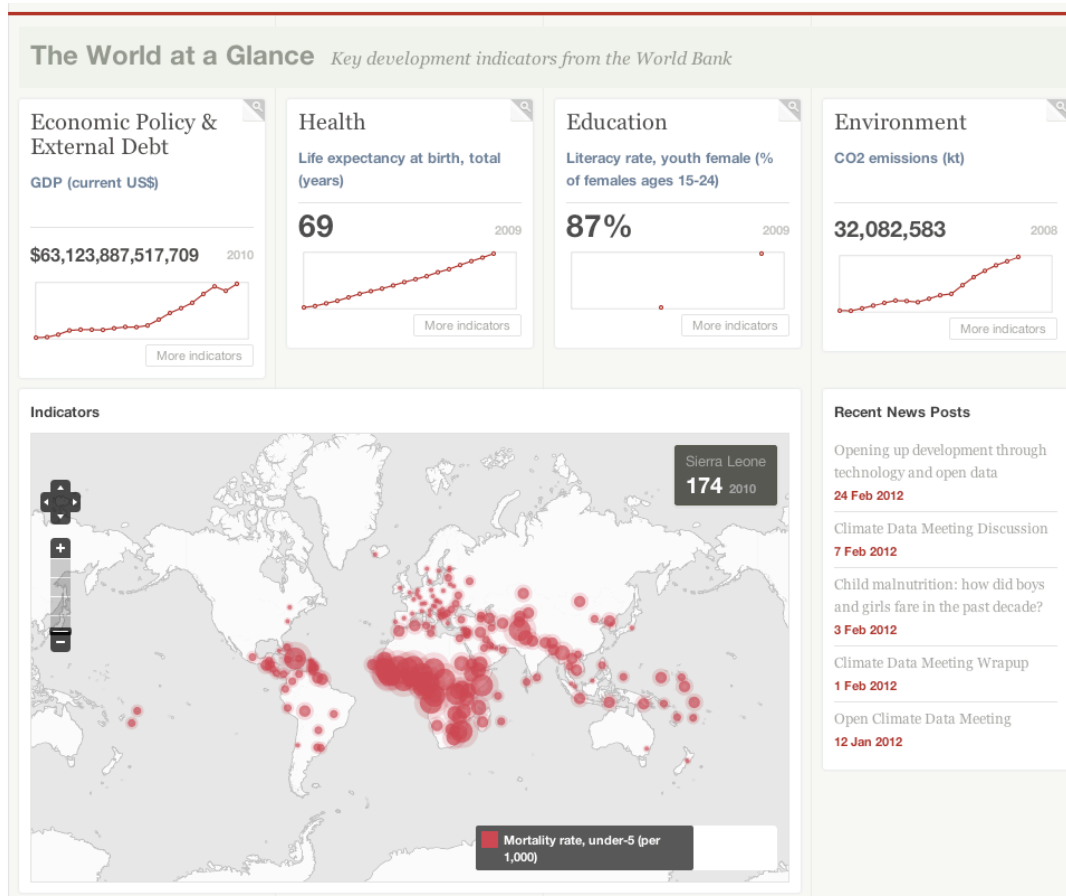 The World at a Glance Key development indicators from the World Bank
Economic Policy &
External Debt
GDP (current US$)
$63,123,887,517,709 2010
More indicators
Health
Life expectancy at birth, total
(years)
69 2009
More indicators
Education
Literacy rate, youth female (%
of females ages 15-24)
87% 2009
More indicators
Environment
CO2 emissions (kt)
32,082,583 2008
More indicators
Indicators
Sierra Leone
174 2010
+
−
Mortality rate, under-5 (per
1,000)
Recent News Posts
Opening up development through
technology and open data
24 Feb 2012
Climate Data Meeting Discussion
7 Feb 2012
Child malnutrition: how did boys
and girls fare in the past decade?
3 Feb 2012
Climate Data Meeting Wrapup
1 Feb 2012
Open Climate Data Meeting
12 Jan 2012